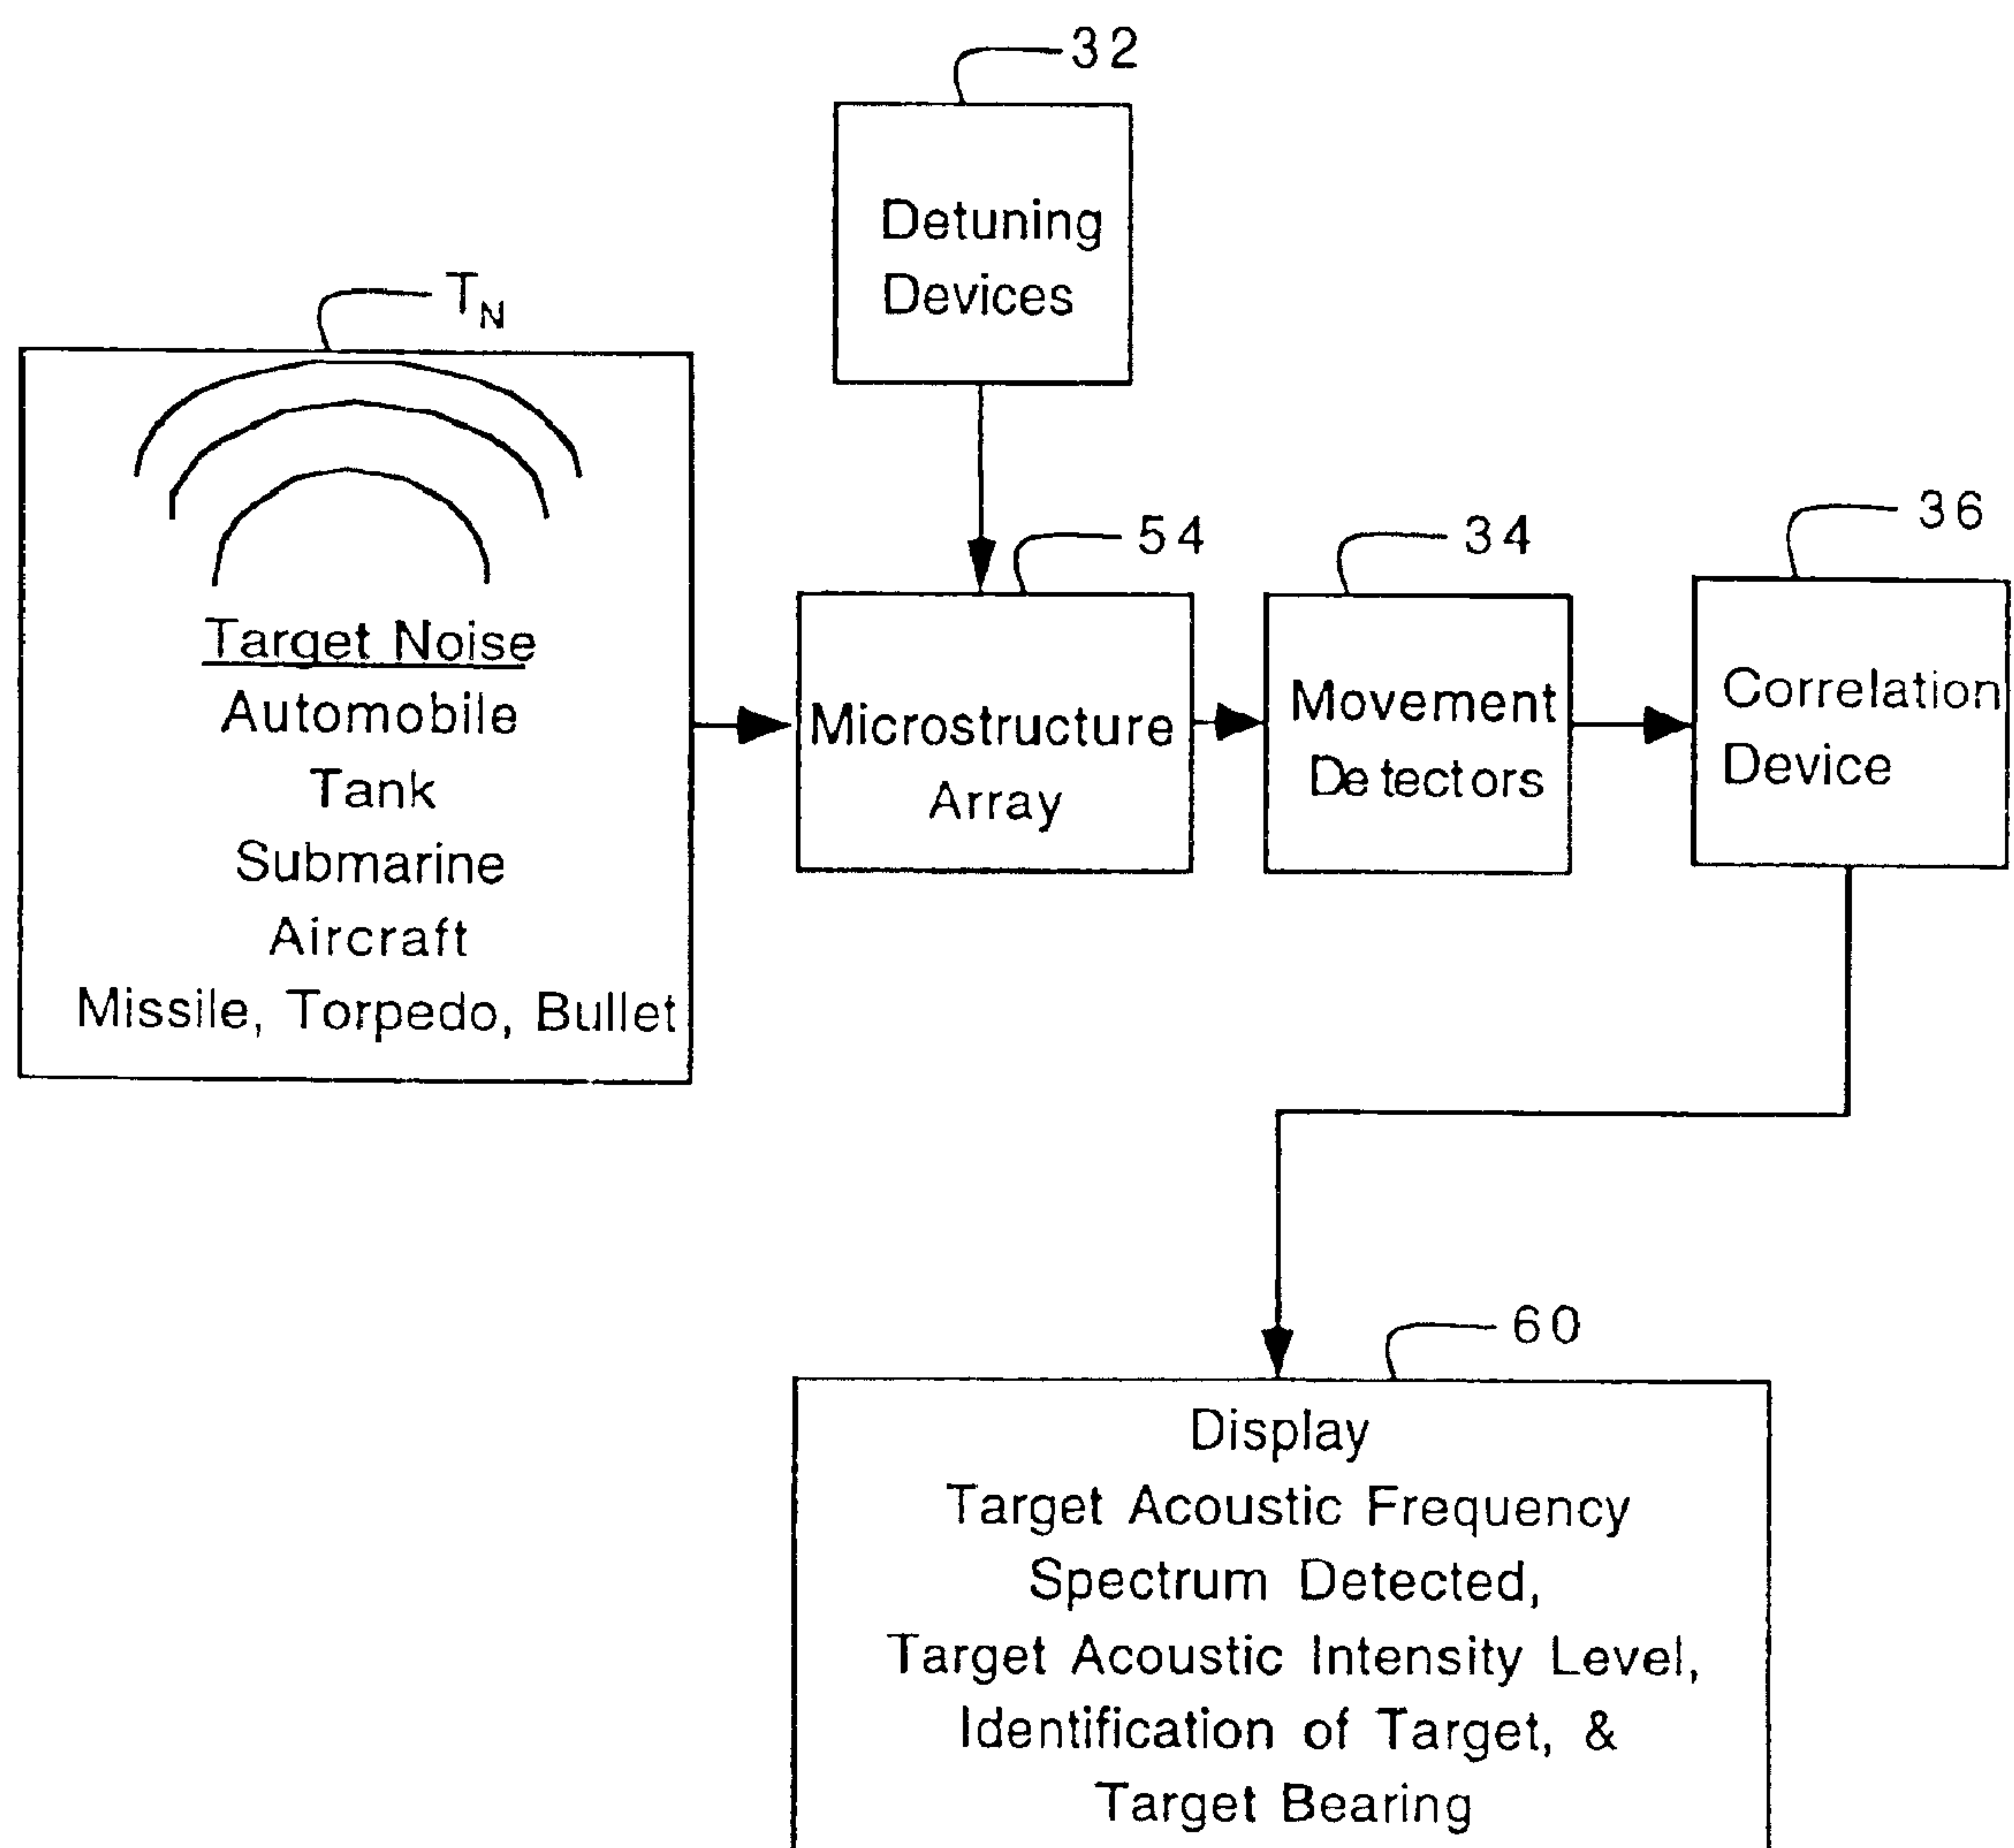 32
Detuning
Devices
TN
Target Noise
Automobile
Tank
Submarine
Aircraft
Missile, Torpedo, Bullet
54
Microstructure
Array
34
Movement
Detectors
36
Correlation
Device
60
Display
Target Acoustic Frequency
Spectrum Detected,
Target Acoustic Intensity Level,
Identification of Target, &
Target Bearing